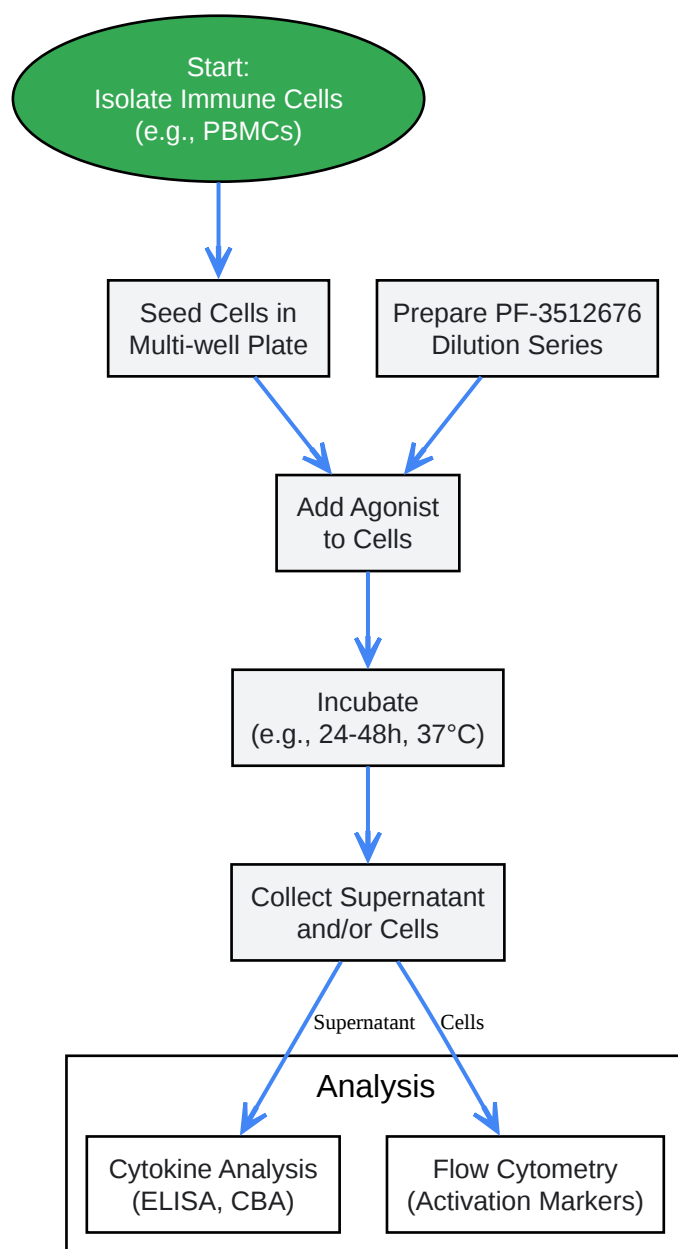 Start:
Isolate Immune Cells
(e.g., PBMCs)
Seed Cells in
Multi-well Plate
Prepare PF-3512676
Dilution Series
Add Agonist
to Cells
Incubate
(e.g., 24-48h, 37°C)
Collect Supernatant
and/or Cells
Supernatant
Cells
Analysis
Cytokine Analysis
(ELISA, CBA)
Flow Cytometry
(Activation Markers)